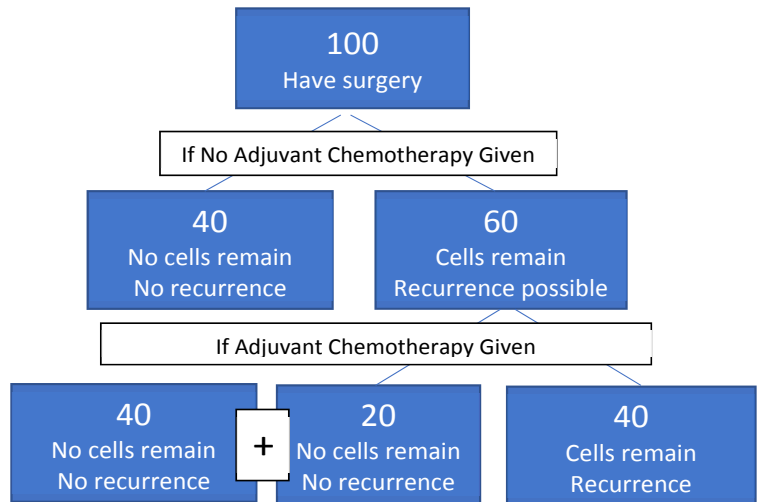 100
Have surgery
If No Adjuvant Chemotherapy Given
40
No cells remain
No recurrence
60
Cells remain
Recurrence possible
If Adjuvant Chemotherapy Given
40
No cells remain
No recurrence
+
20
No cells remain
No recurrence
40
Cells remain
Recurrence